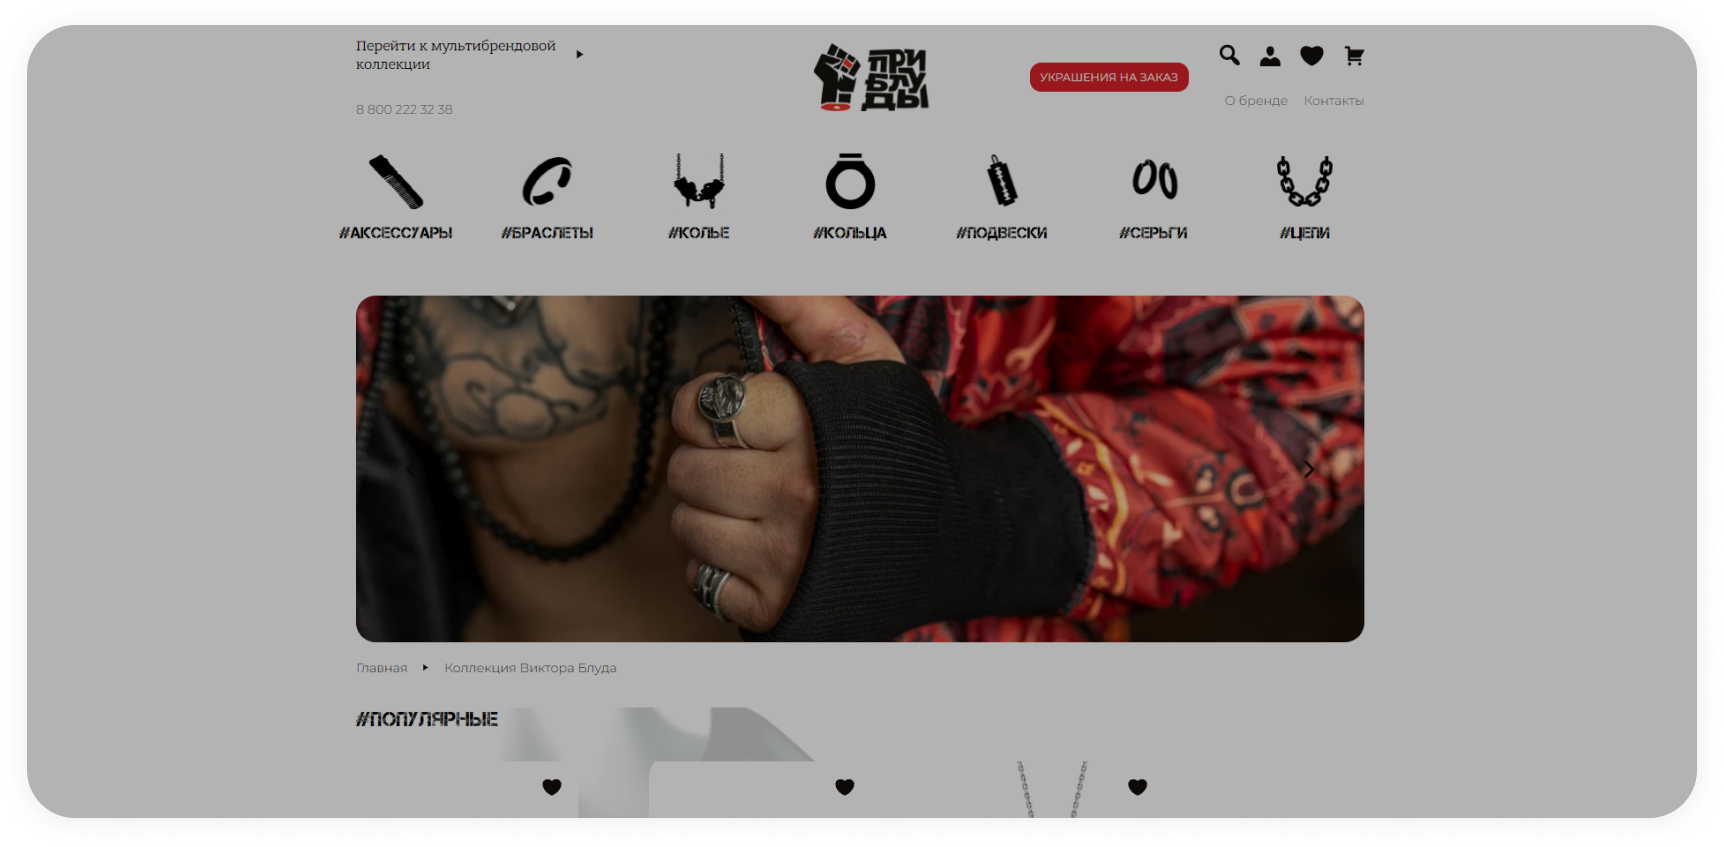 Перейти к мультибрендовой
коллекции
8 800 222 32 38
ПРИ
БЛУ
ДЫ
УКРАШЕНИЯ НА ЗАКАЗ
О бренде Контакты
#АКСЕССУАРЫ
#БРАСЛЕТЫ
#КОЛЬЕ
#КОЛЬЦА
#ПОДВЕСКИ
#СЕРЬГИ
#ЦЕПИ
Главная Коллекция Виктора Блуда
#ПОПУЛЯРНЫЕ